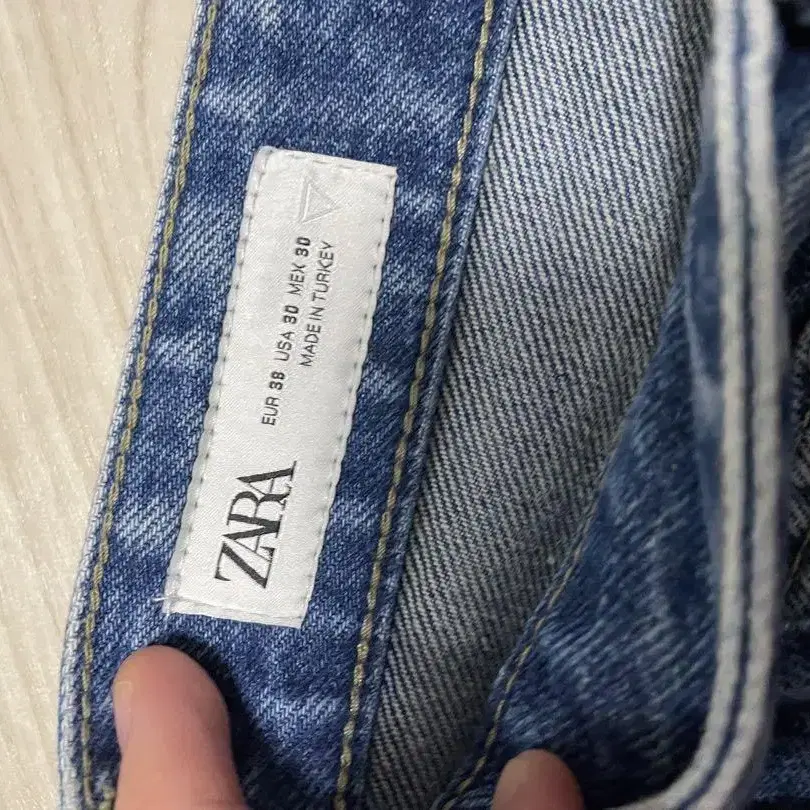 ZARA
EUR 38 USA 30 MEX 30
MADE IN TURKEY